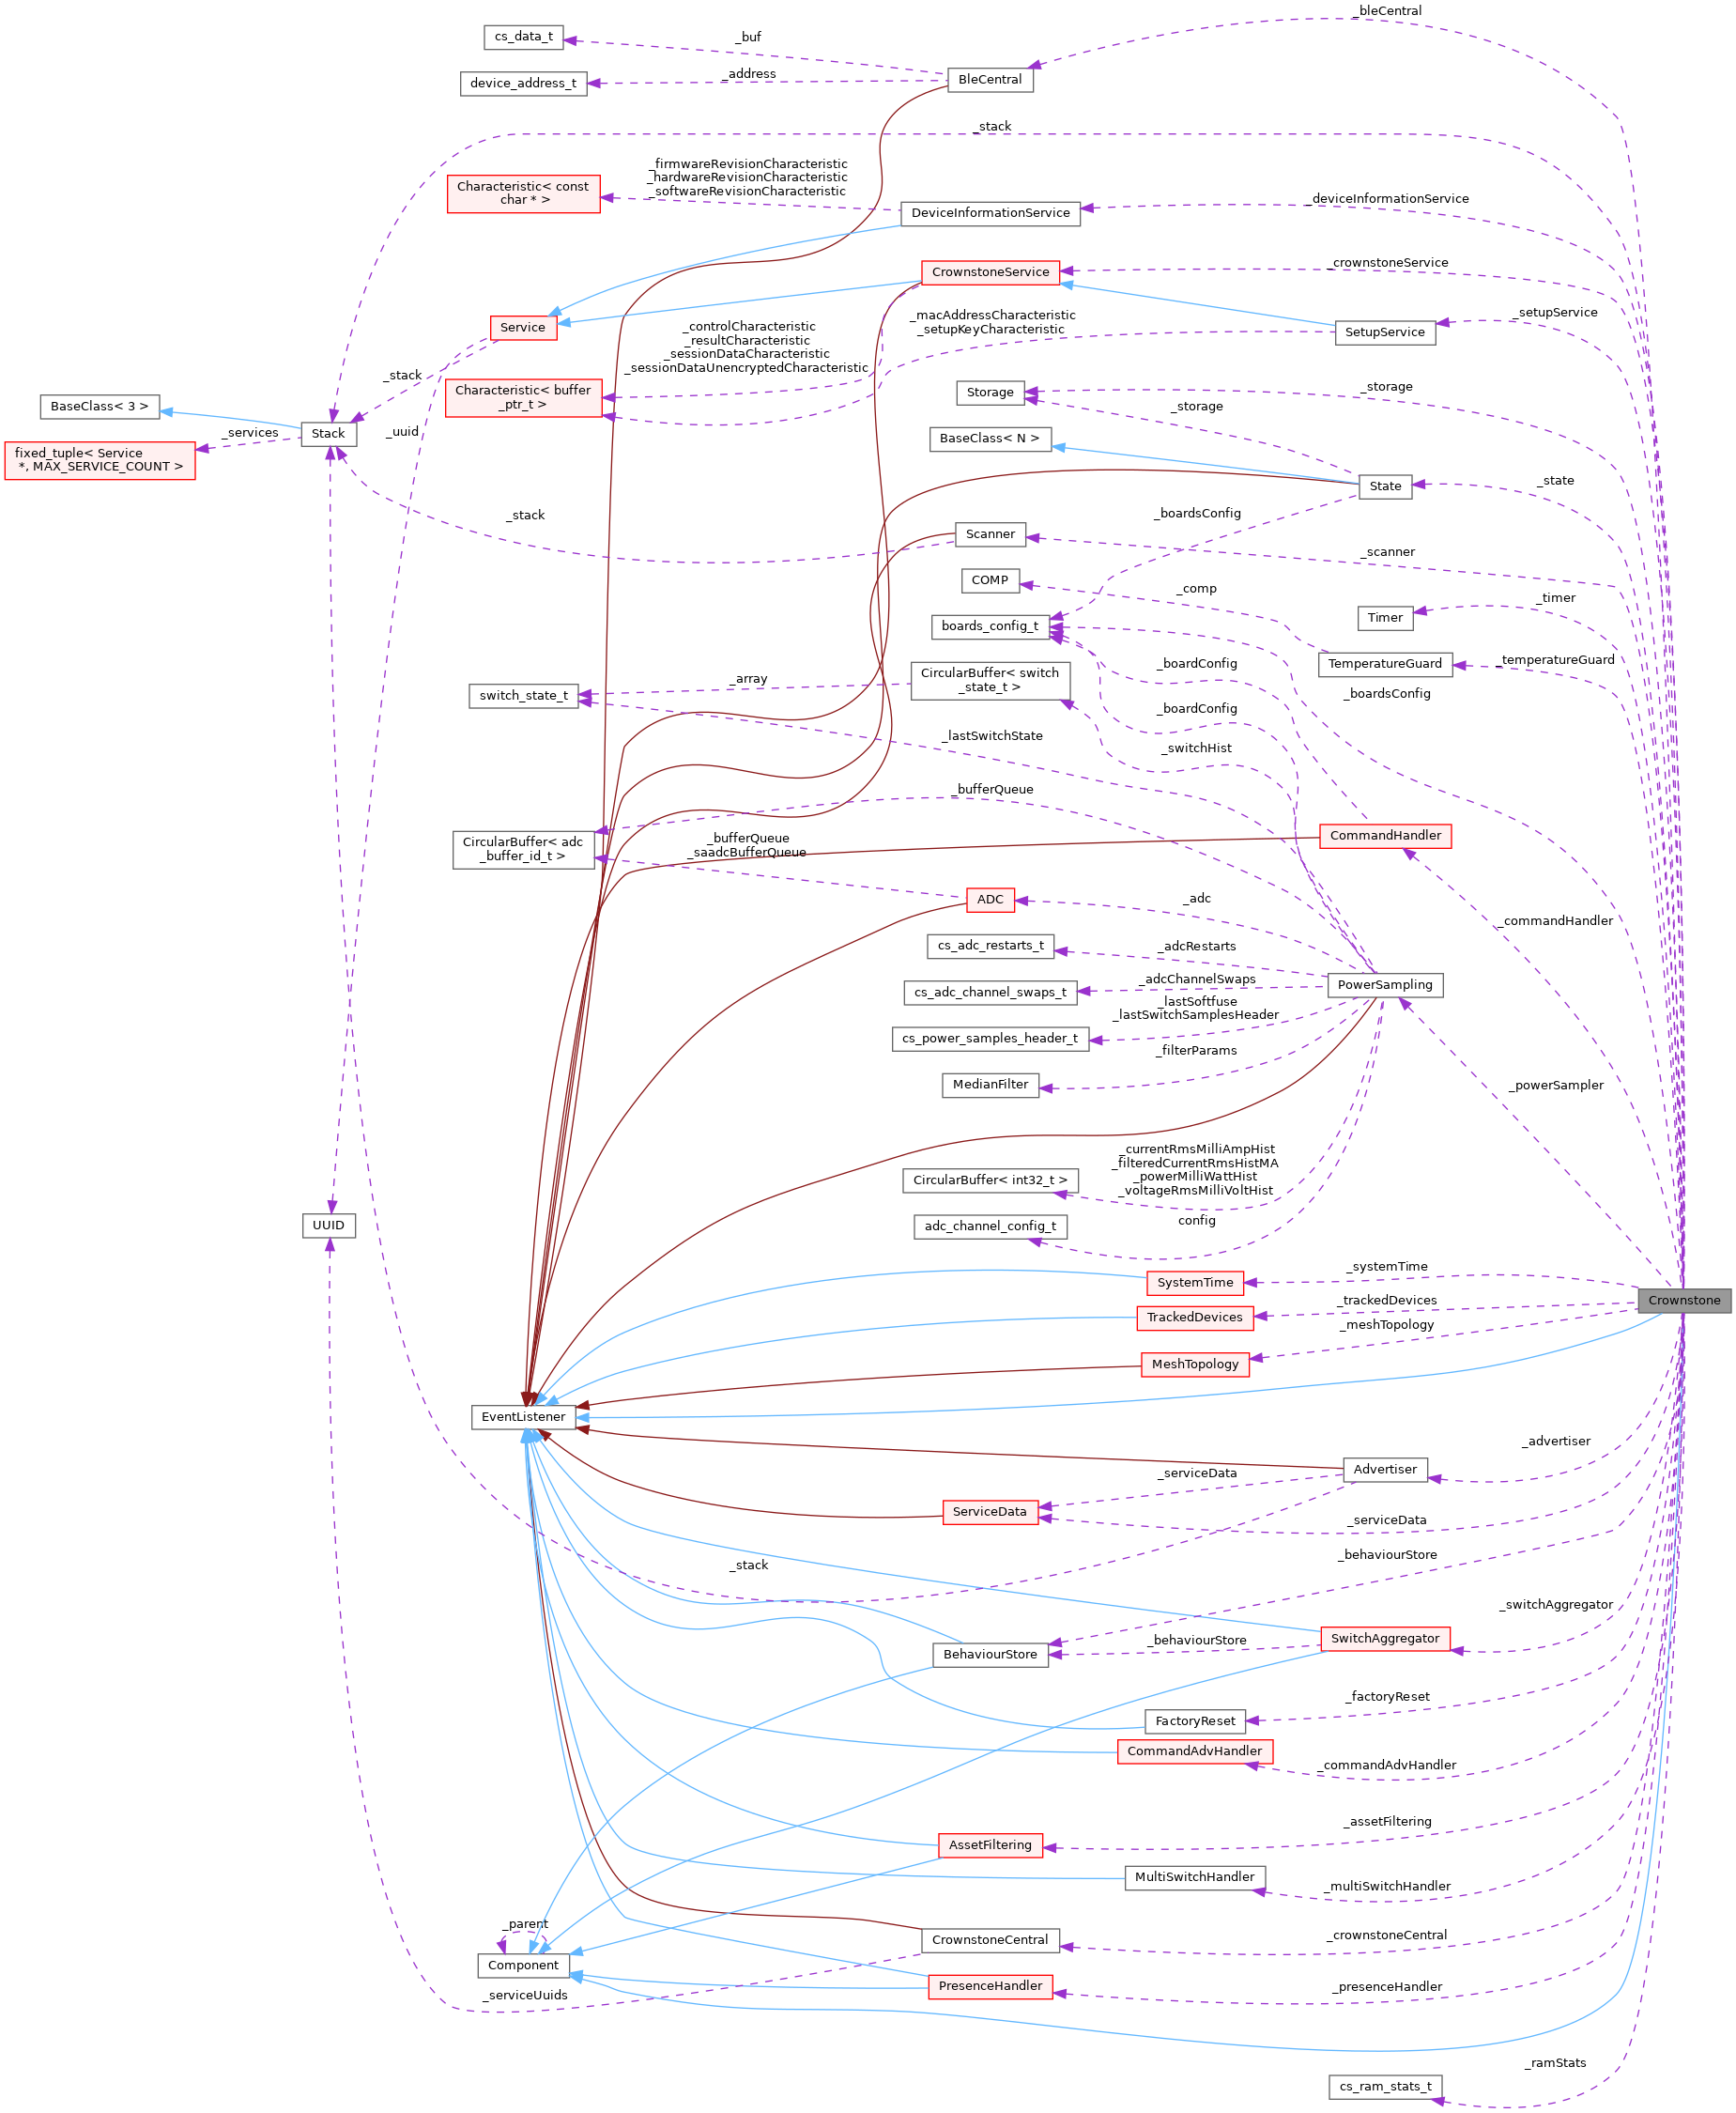 _bleCentral
cs_data_t
_buf
BleCentral
_address
device_address_t
_stack
_firmwareRevisionCharacteristic
_hardwareRevisionCharacteristic
_softwareRevisionCharacteristic
Characteristic< const
char * >
_deviceInformationService
DeviceInformationService
_crownstoneService
CrownstoneService
_setupService
SetupService
_macAddressCharacteristic
_setupKeyCharacteristic
Service
_controlCharacteristic
_resultCharacteristic
_sessionDataCharacteristic
_sessionDataUnencryptedCharacteristic
_stack
Characteristic< buffer
_ptr_t >
Storage
_storage
_storage
BaseClass< 3 >
Stack
_services
_uuid
BaseClass< N >
fixed_tuple< Service
*, MAX_SERVICE_COUNT >
State
_state
_stack
_boardsConfig
Scanner
_scanner
COMP
_comp
_timer
Timer
boards_config_t
TemperatureGuard
_temperatureGuard
_boardConfig
_boardsConfig
CircularBuffer< switch
_state_t >
_array
switch_state_t
_boardConfig
_lastSwitchState
_switchHist
_bufferQueue
CommandHandler
_bufferQueue
_saadcBufferQueue
CircularBuffer< adc
_buffer_id_t >
ADC
_adc
_commandHandler
cs_adc_restarts_t
_adcRestarts
_adcChannelSwaps
PowerSampling
cs_adc_channel_swaps_t
_lastSoftfuse
_lastSwitchSamplesHeader
cs_power_samples_header_t
_filterParams
MedianFilter
_powerSampler
_currentRmsMilliAmpHist
_filteredCurrentRmsHistMA
_powerMilliWattHist
_voltageRmsMilliVoltHist
CircularBuffer< int32_t >
config
UUID
adc_channel_config_t
_systemTime
SystemTime
_trackedDevices
Crownstone
TrackedDevices
_meshTopology
MeshTopology
EventListener
_advertiser
Advertiser
_serviceData
ServiceData
_serviceData
_stack
_behaviourStore
_switchAggregator
SwitchAggregator
_behaviourStore
BehaviourStore
_factoryReset
FactoryReset
CommandAdvHandler
_commandAdvHandler
_assetFiltering
AssetFiltering
MultiSwitchHandler
_multiSwitchHandler
_parent
_crownstoneCentral
CrownstoneCentral
Component
PresenceHandler
_presenceHandler
_serviceUuids
_ramStats
cs_ram_stats_t